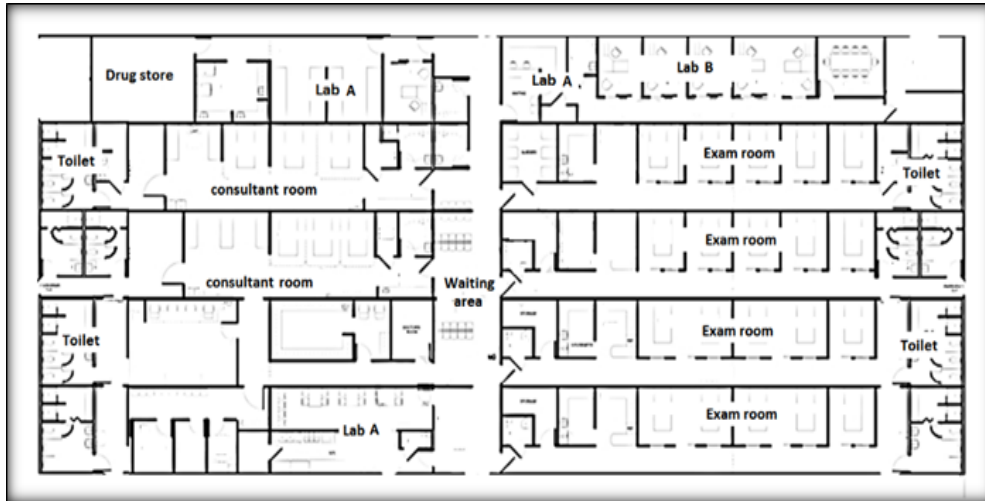 Drug store
Lab A
Lab A
Lab B
Toilet
consultant room
Exam room
Toilet
Exam room
consultant room
Waiting
area
Toilet
Exam room
Toilet
Lab A
Exam room